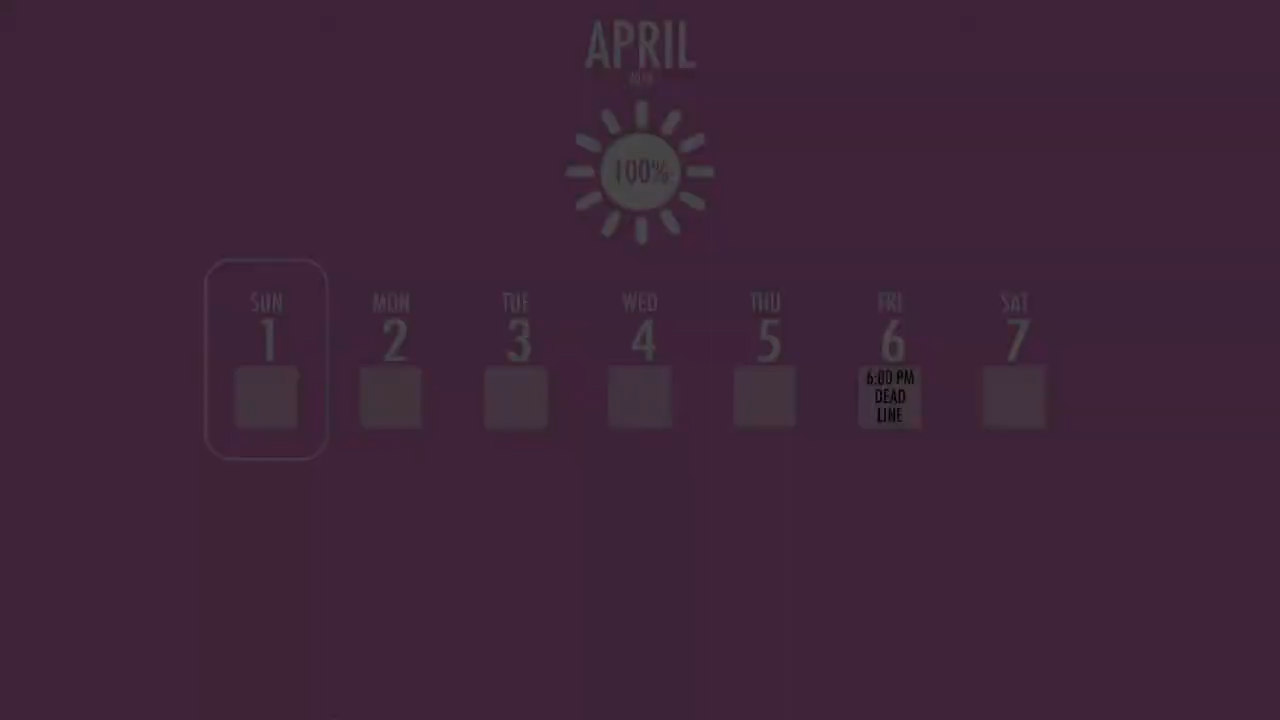 APRIL
100%
SUN MON TUE WED THU FRI SAT
1 2 3 4 5 6 7
6:00 PM
DEAD
LINE